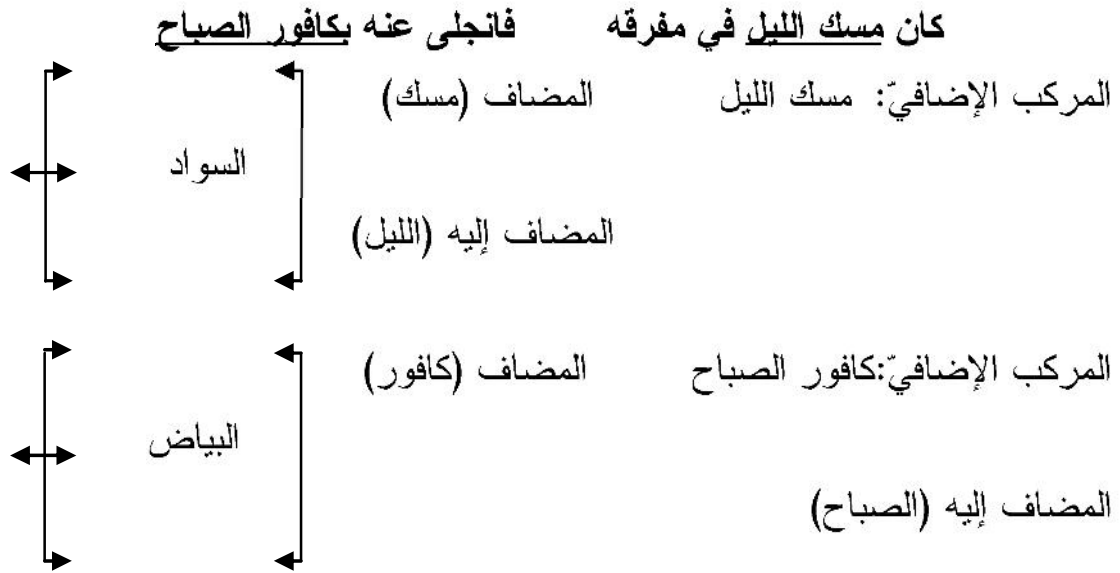 كان مسك الليل في مفرقه فانجلى عنه بكافور الصباح
المركب الإضافيّ: مسك الليل المضاف (مسك)
السواد
المضاف إليه (الليل)
المركب الإضافيّ:كافور الصباح المضاف (كافور)
البياض
المضاف إليه (الصباح)